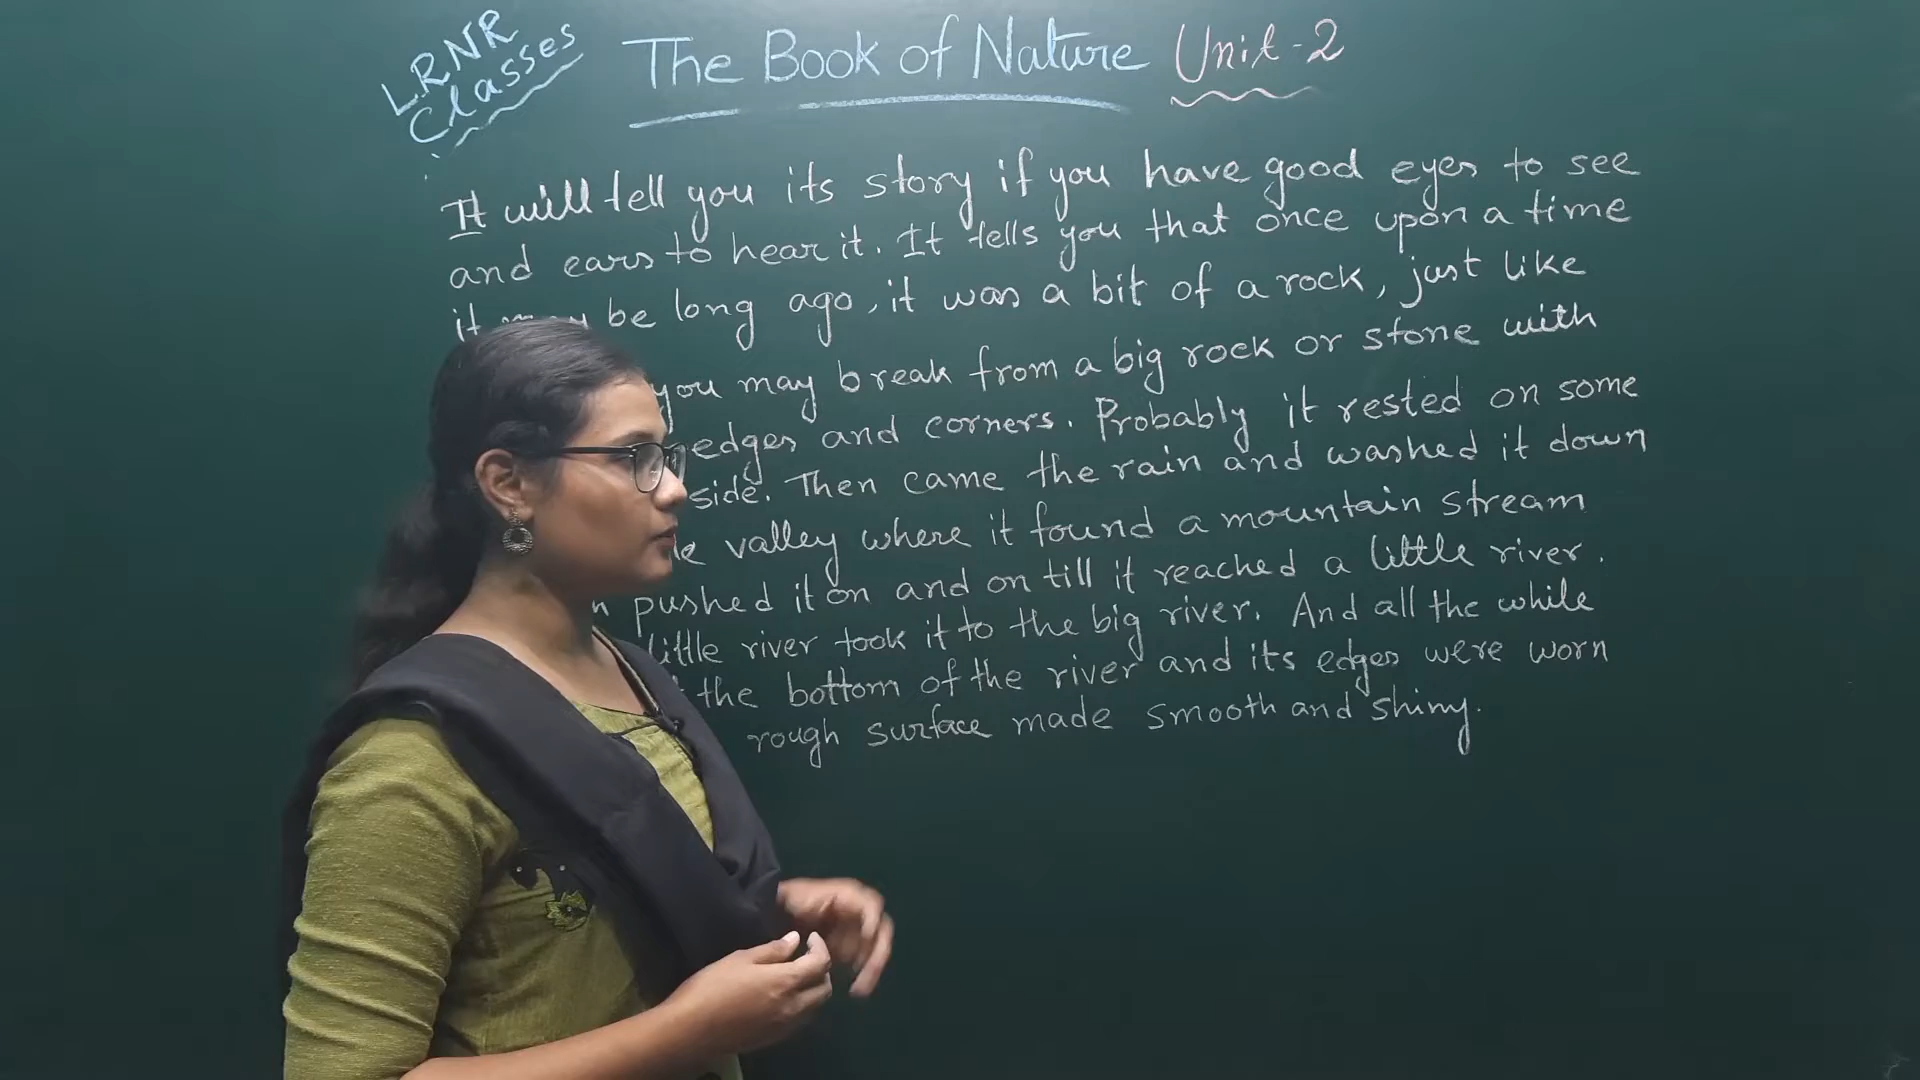 L.R.N.R
Classes
The Book of Nature Unit-2
It will tell you its story if you have good eyes to see
and ears to hear it. It tells you that once upon a time
it may be long ago, it was a bit of a rock, just like
you may break from a big rock or stone with
edges and corners. Probably it rested on some
side. Then came the rain and washed it down
valley where it found a mountain stream
pushed it on and on till it reached a little river.
little river took it to the big river. And all the while
the bottom of the river and its edges were worn
rough surface made smooth and shiny.